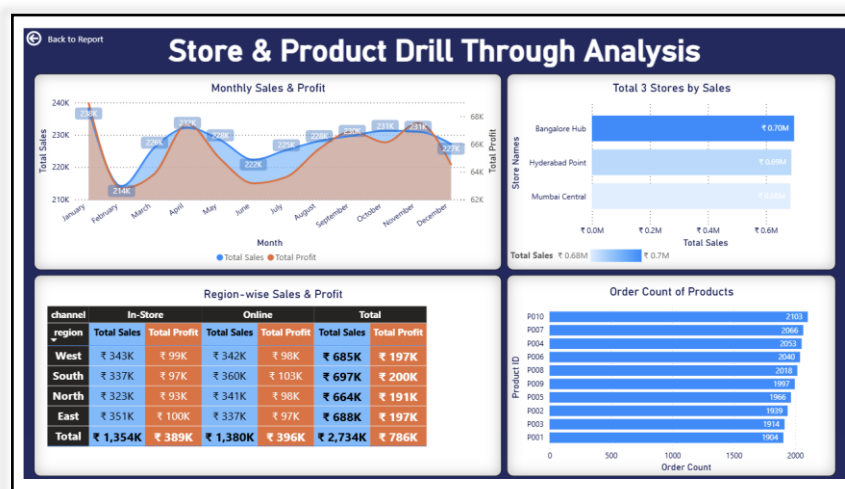 Back to Report
Store & Product Drill Through Analysis
Monthly Sales & Profit
240K
230K
220K
210K
Total Sales
238K
214K
226K
232K
228K
222K
225K
228K
230K
231K
231K
227K
68K
66K
64K
62K
Total Profit
January
February
March
April
May
June
July
August
September
October
November
December
Month
Total Sales Total Profit
Total 3 Stores by Sales
Store Names
Bangalore Hub ₹ 0.70M
Hyderabad Point ₹ 0.69M
Mumbai Central
₹ 0.0M ₹ 0.2M ₹ 0.4M ₹ 0.6M
Total Sales
Total Sales ₹ 0.68M ₹ 0.7M
Region-wise Sales & Profit
channel In-Store Online Total
region Total Sales Total Profit Total Sales Total Profit Total Sales Total Profit
West ₹ 343K ₹ 99K ₹ 342K ₹ 98K ₹ 685K ₹ 197K
South ₹ 337K ₹ 97K ₹ 360K ₹ 103K ₹ 697K ₹ 200K
North ₹ 323K ₹ 93K ₹ 341K ₹ 98K ₹ 664K ₹ 191K
East ₹ 351K ₹ 100K ₹ 337K ₹ 97K ₹ 688K ₹ 197K
Total ₹ 1,354K ₹ 389K ₹ 1,380K ₹ 396K ₹ 2,734K ₹ 786K
Order Count of Products
Product ID
P010 2103
P007 2066
P004 2053
P006 2040
P008 2018
P009 1997
P005 1966
P002 1939
P003 1914
P001 1904
0 500 1000 1500 2000
Order Count